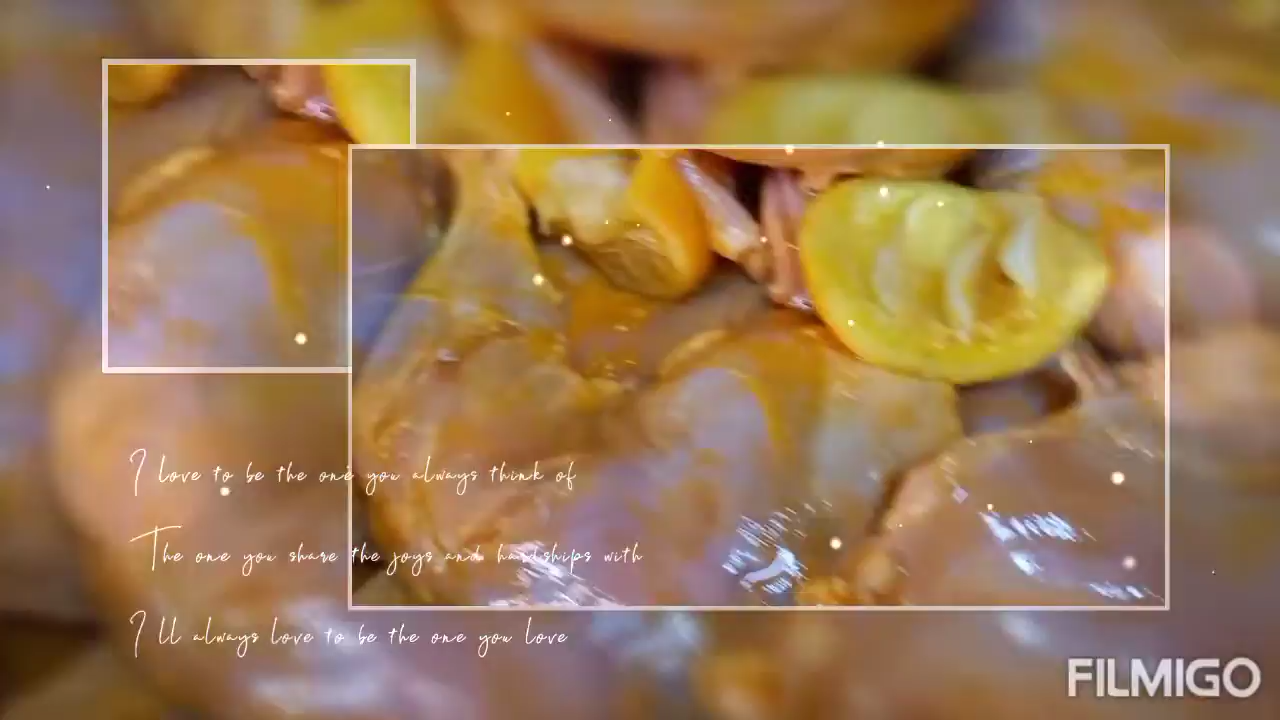 I love to be the one you always think of
The one you share the joys and hardships with
I ll always love to be the one you love
FILMIGO